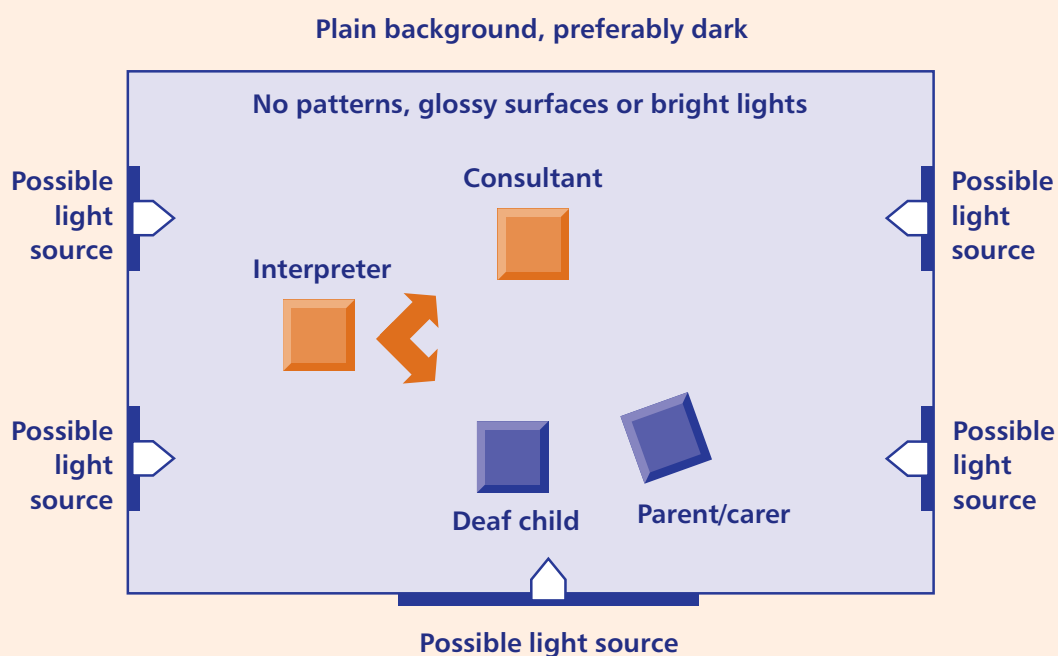 Plain background, preferably dark
No patterns, glossy surfaces or bright lights
Possible
light
source
Consultant
Possible
light
source
Interpreter
Possible
light
source
Possible
light
source
Deaf child
Parent/carer
Possible light source